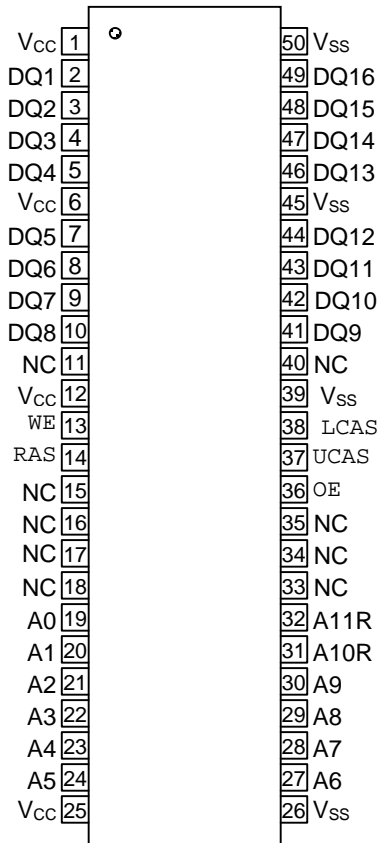 VCC 1 50 VSS
DQ1 2 49 DQ16
DQ2 3 48 DQ15
DQ3 4 47 DQ14
DQ4 5 46 DQ13
VCC 6 45 VSS
DQ5 7 44 DQ12
DQ6 8 43 DQ11
DQ7 9 42 DQ10
DQ8 10 41 DQ9
NC 11 40 NC
VCC 12 39 VSS
WE 13 38 LCAS
RAS 14 37 UCAS
NC 15 36 OE
NC 16 35 NC
NC 17 34 NC
NC 18 33 NC
A0 19 32 A11R
A1 20 31 A10R
A2 21 30 A9
A3 22 29 A8
A4 23 28 A7
A5 24 27 A6
VCC 25 26 VSS